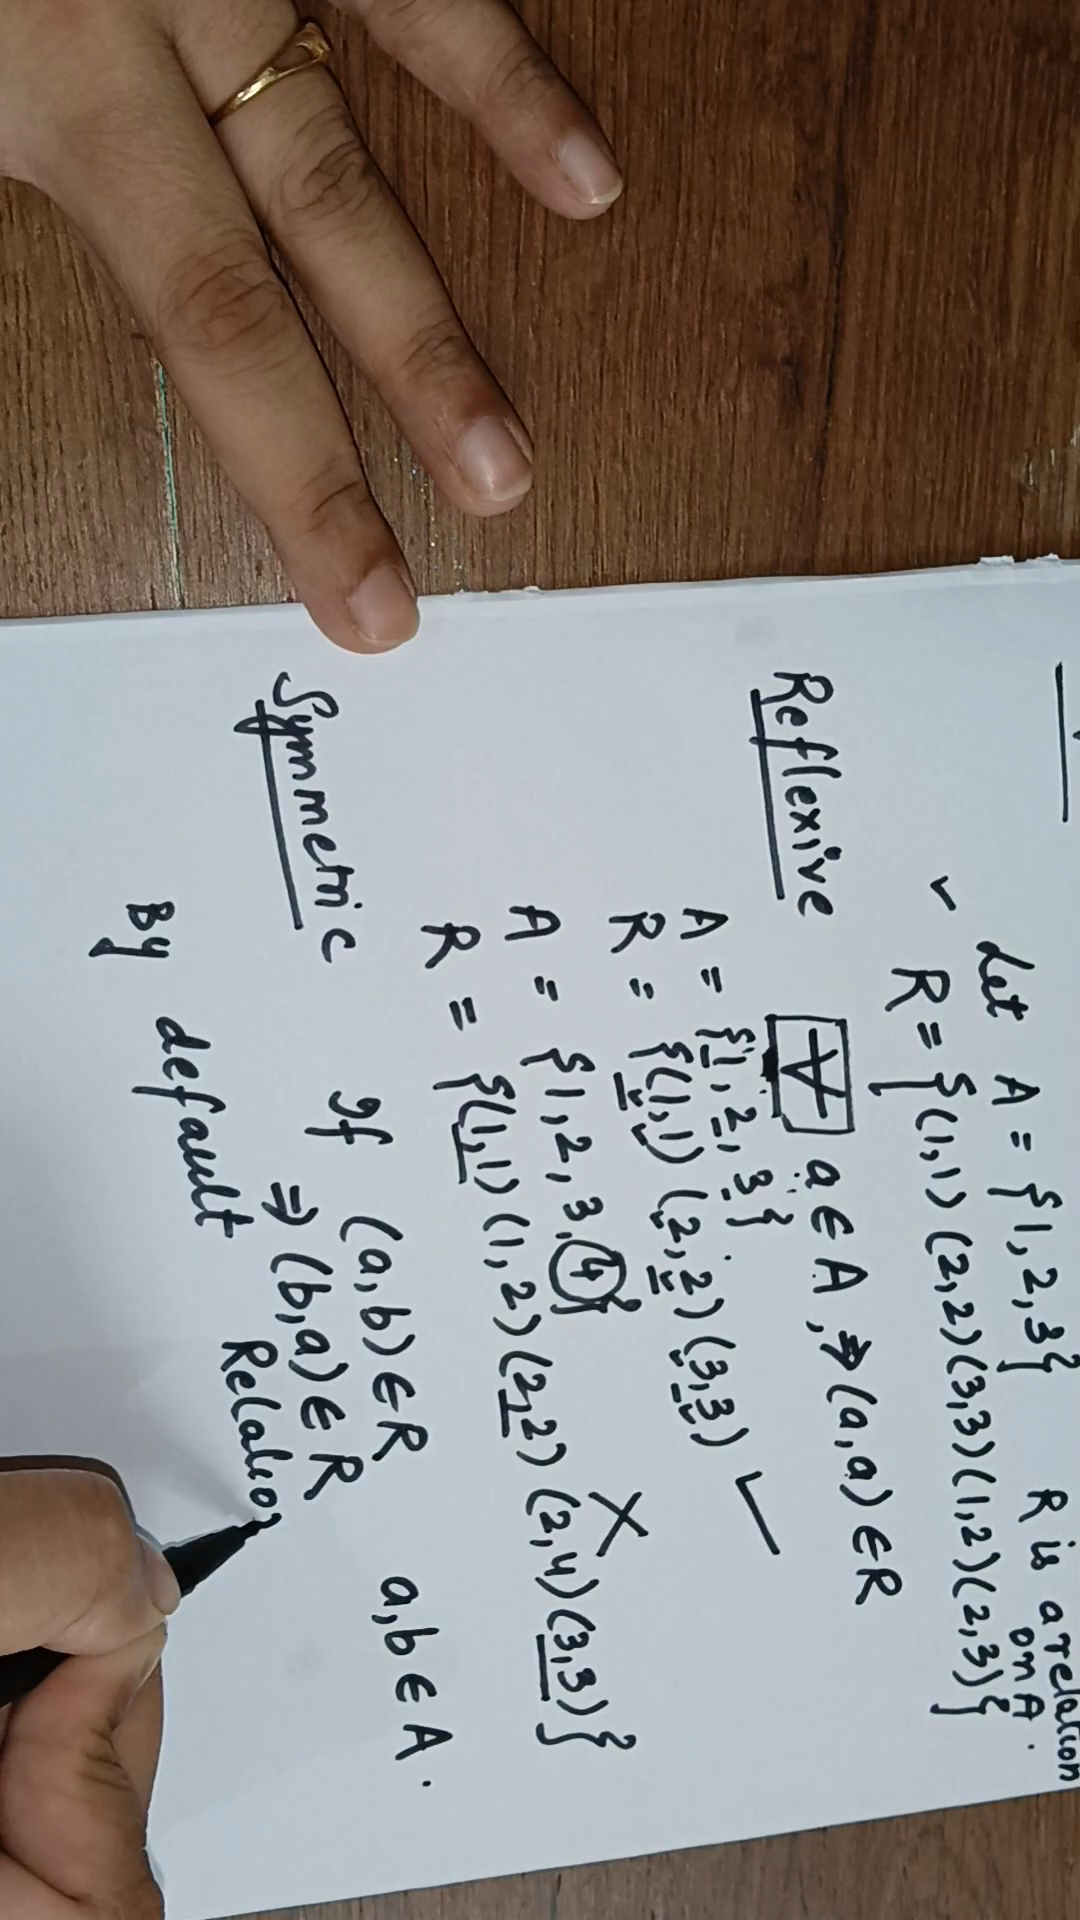 Let A = {1, 2, 3} R is a relation on A.
R = {(1,1) (2,2) (3,3) (1,2) (2,3)}
Reflexive ∀ a ∈ A, ⇒ (a,a) ∈ R
A = {1, 2, 3}
R = {(1,1) (2,2) (3,3) ✓
A = {1, 2, 3, 4} ✗
R = {(1,1) (1,2) (2,2) (2,4) (3,3)}
Symmetric If (a,b) ∈ R a,b ∈ A.
⇒ (b,a) ∈ R
By default Relation